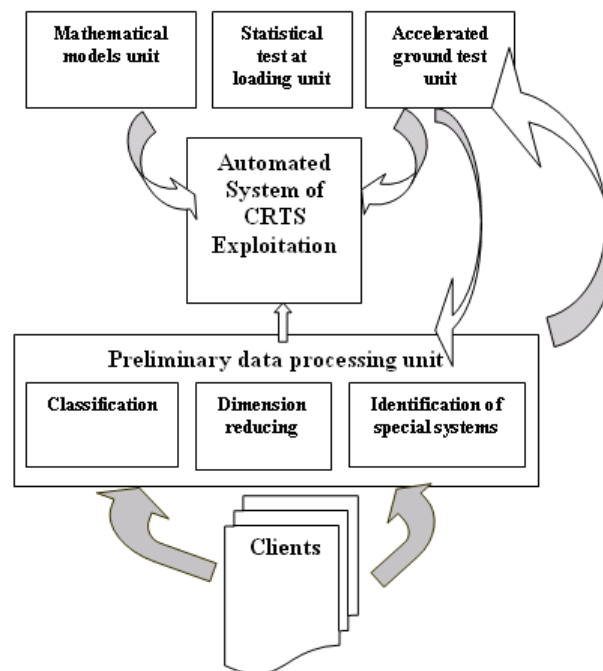 Mathematical
models unit
Statistical
test at
loading unit
Accelerated
ground test
unit
Automated
System of
CRTS
Exploitation
Preliminary data processing unit
Classification
Dimension
reducing
Identification of
special systems
Clients